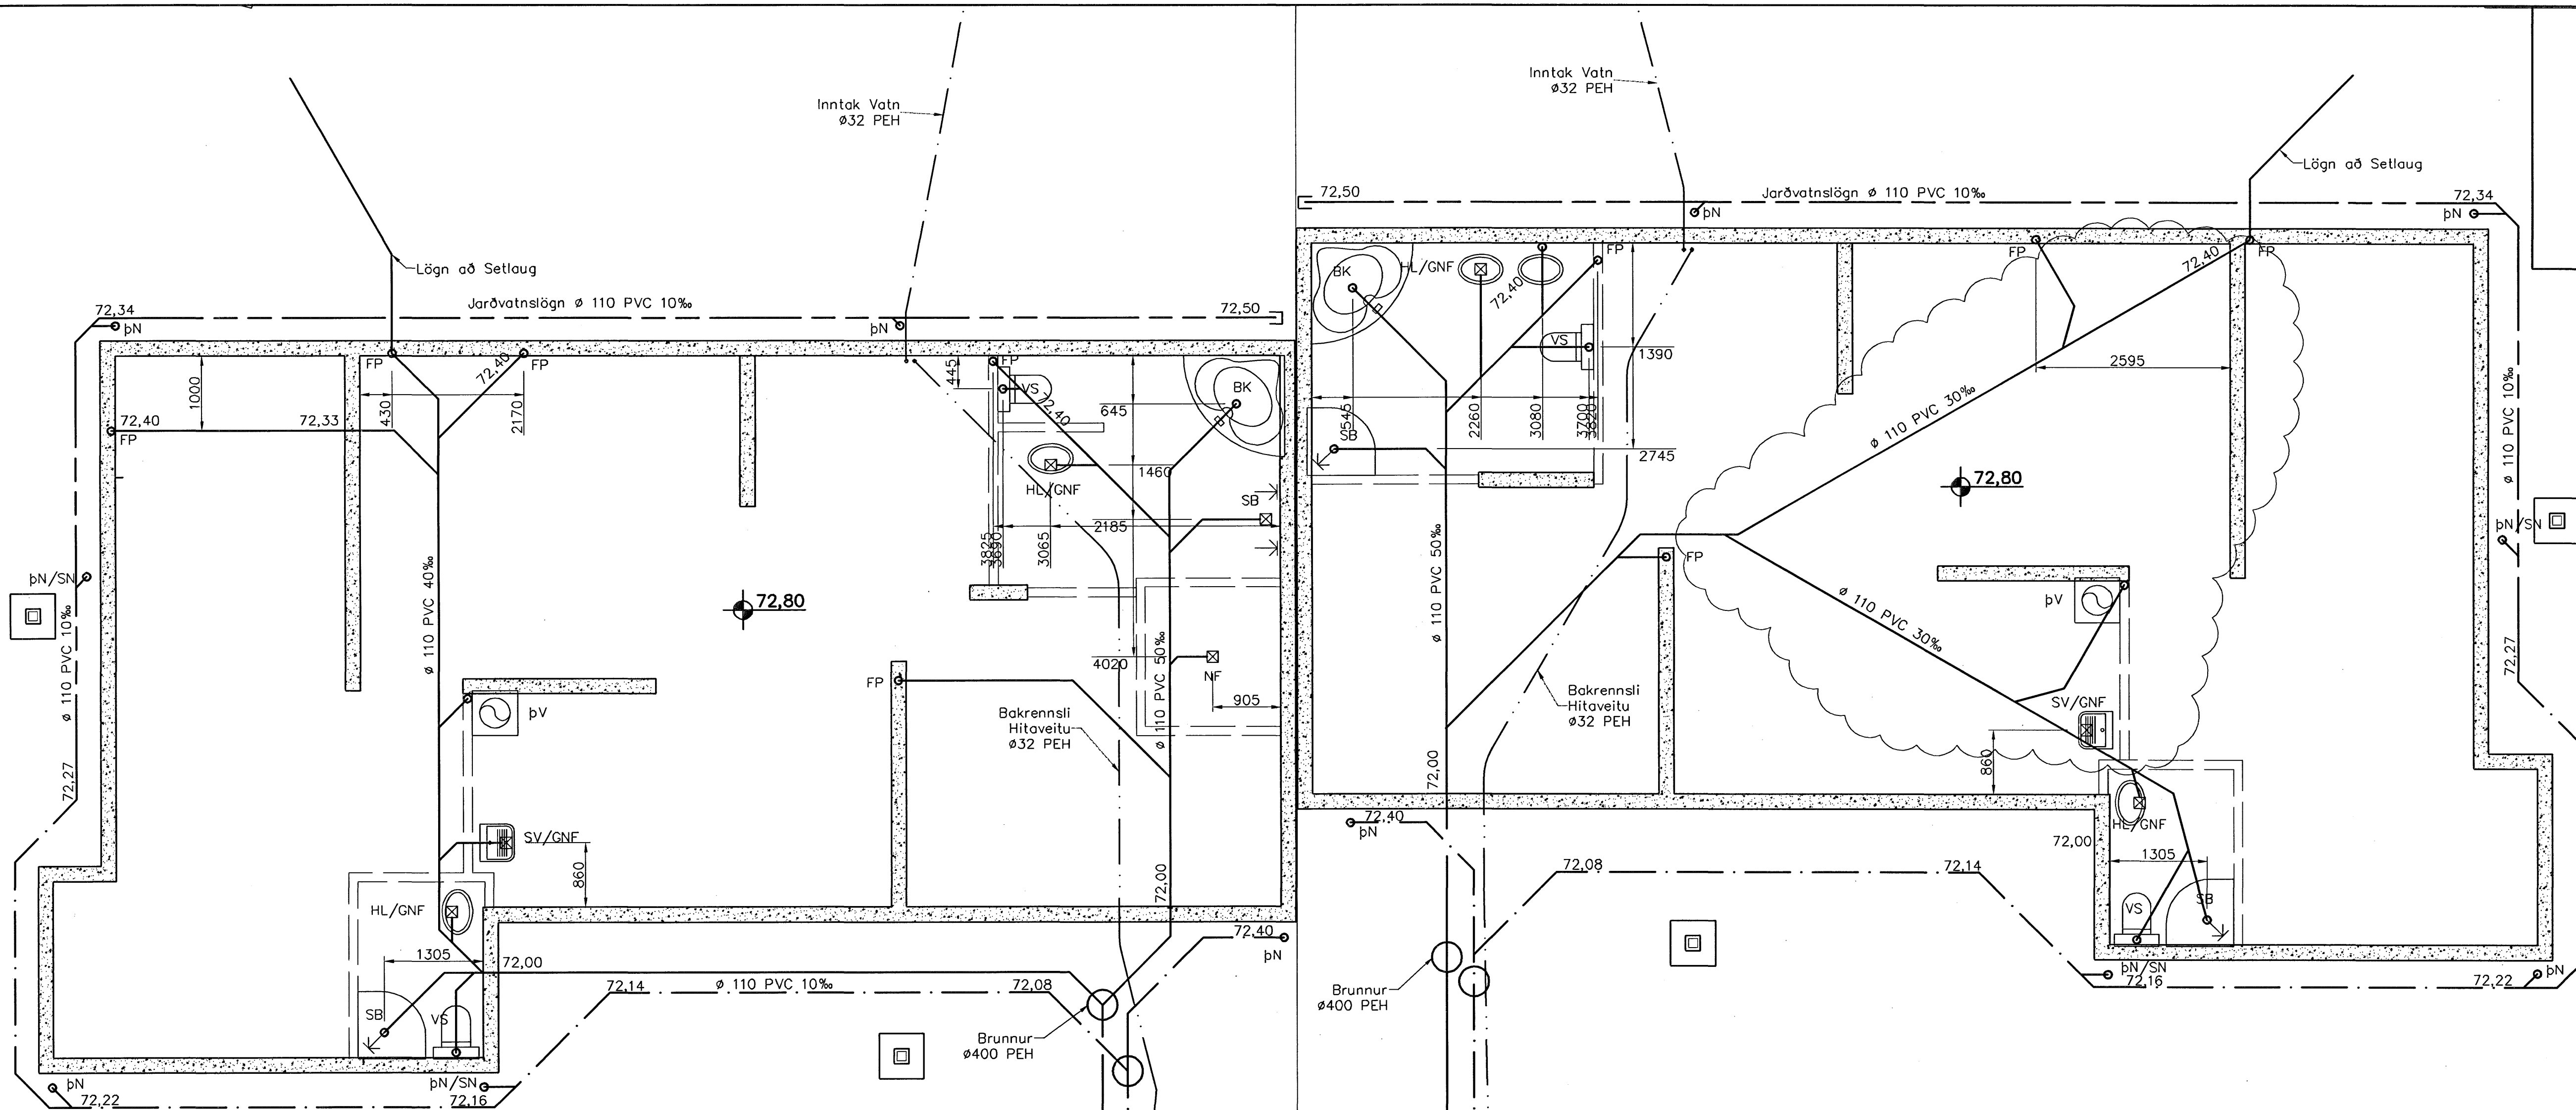 Inntak Vatn
ø32 PEH
Lögn að Setlaug
Jarðvatnslögn ø 110 PVC 10‰
72,34
þN
þN
72,50
FP
FP
72,40
1000
430
2170
72,40
72,33
FP
FP
445
VS
72,40
645
BK
1460
HL/GNF
SB
2185
3825
3690
3065
ø 110 PVC 40‰
þN/SN
ø 110 PVC 10‰
72,27
72,80
þV
FP
4020
ø 110 PVC 50‰
NF
905
Bakrennsli
Hitaveitu
ø32 PEH
SV/GNF
860
72,00
HL/GNF
1305
72,00
SB
VS
72,14
ø 110 PVC 10‰
72,08
72,40
þN
Brunnur
ø400 PEH
þN
72,22
þN/SN
72,16
Inntak Vatn
ø32 PEH
Lögn að Setlaug
72,50
Jarðvatnslögn ø 110 PVC 10‰
72,34
þN
þN
BK
HL/GNF
FP
72,40
VS
1390
FP
72,40
FP
2595
545
2260
3080
3700
3820
SB
2745
ø 110 PVC 30‰
ø 110 PVC 10‰
72,80
þN/SN
ø 110 PVC 50‰
FP
ø 110 PVC 30‰
þV
72,27
Bakrennsli
Hitaveitu
ø32 PEH
SV/GNF
860
72,00
72,40
þN
HL/GNF
72,00
1305
72,08
72,14
VS
SB
Brunnur
ø400 PEH
þN/SN
72,16
72,22
þN